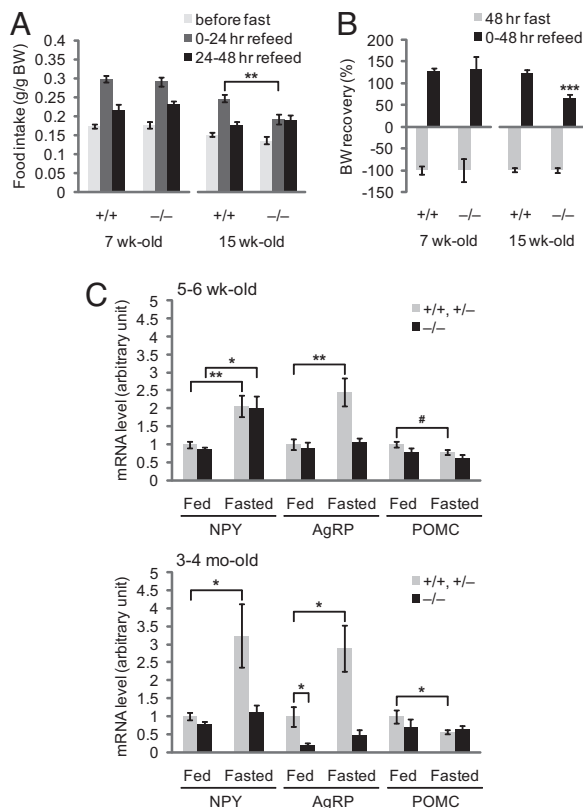 A
before fast
0-24 hr refeed
24-48 hr refeed
Food intake (g/g BW)
0.4
0.35
0.3
0.25
0.2
0.15
0.1
0.05
0
**
+/+
–/–
+/+
–/–
7 wk-old
15 wk-old
B
48 hr fast
0-48 hr refeed
BW recovery (%)
200
150
100
50
0
-50
-100
-150
***
+/+
–/–
+/+
–/–
7 wk-old
15 wk-old
C
5-6 wk-old
+/+, +/–
–/–
mRNA level (arbitrary unit)
5
4.5
4
3.5
3
2.5
2
1.5
1
0.5
0
*
**
**
#
Fed Fasted Fed Fasted Fed Fasted
NPY AgRP POMC
3-4 mo-old
+/+, +/–
–/–
mRNA level (arbitrary unit)
5
4.5
4
3.5
3
2.5
2
1.5
1
0.5
0
*
*
*
*
Fed Fasted Fed Fasted Fed Fasted
NPY AgRP POMC